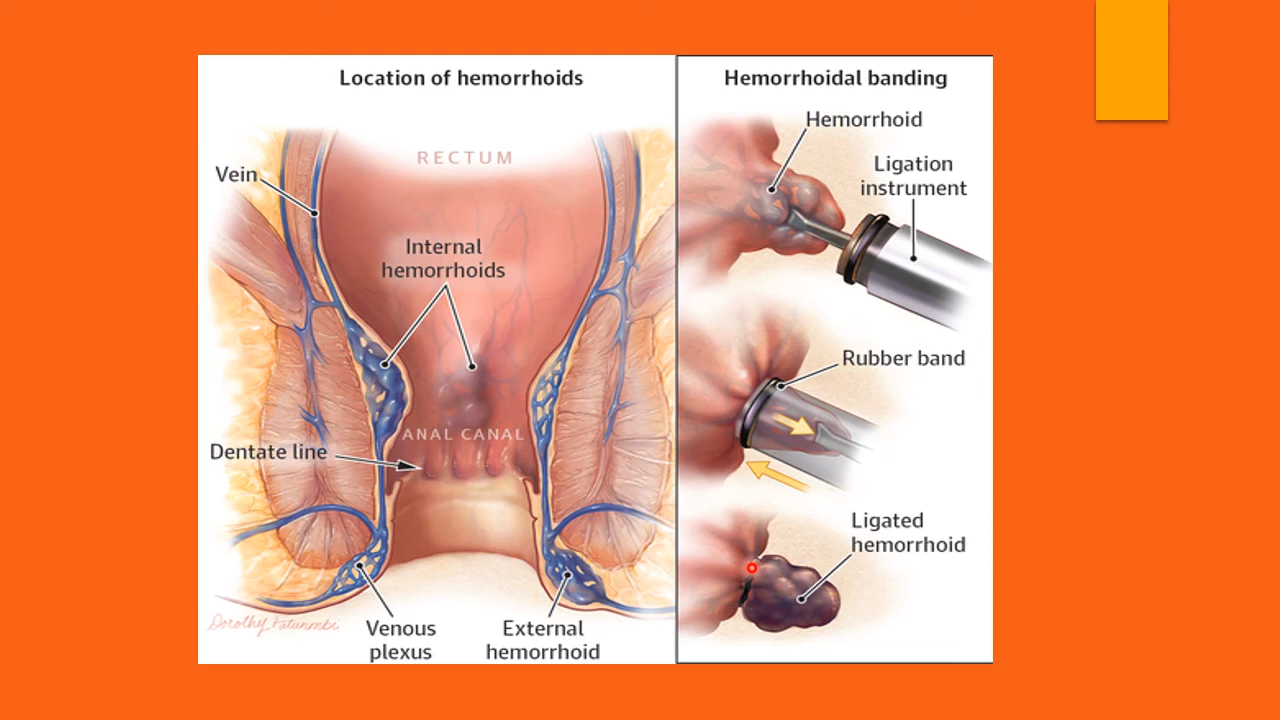 Location of hemorrhoids
RECTUM
Vein
Internal
hemorrhoids
ANAL CANAL
Dentate line
Venous
plexus
External
hemorrhoid
Hemorrhoidal banding
Hemorrhoid
Ligation
instrument
Rubber band
Ligated
hemorrhoid